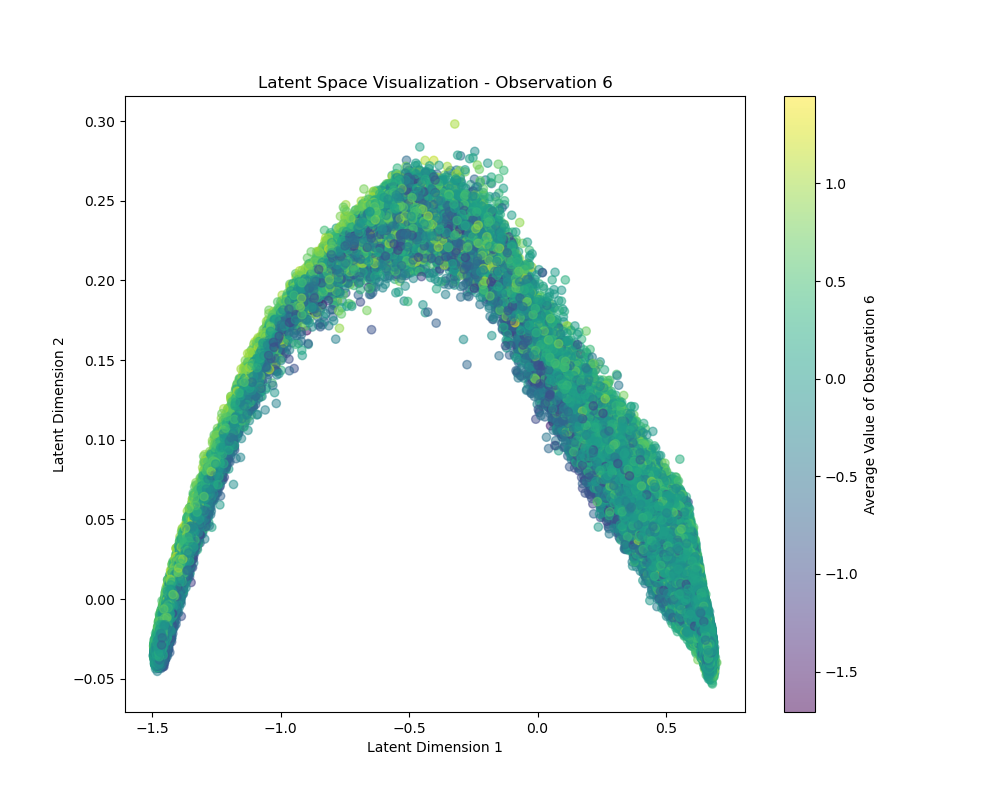 Latent Space Visualization - Observation 6
0.30
0.25
0.20
0.15
0.10
0.05
0.00
−0.05
Latent Dimension 2
−1.5 −1.0 −0.5 0.0 0.5
Latent Dimension 1
1.0
0.5
0.0
−0.5
−1.0
−1.5
Average Value of Observation 6